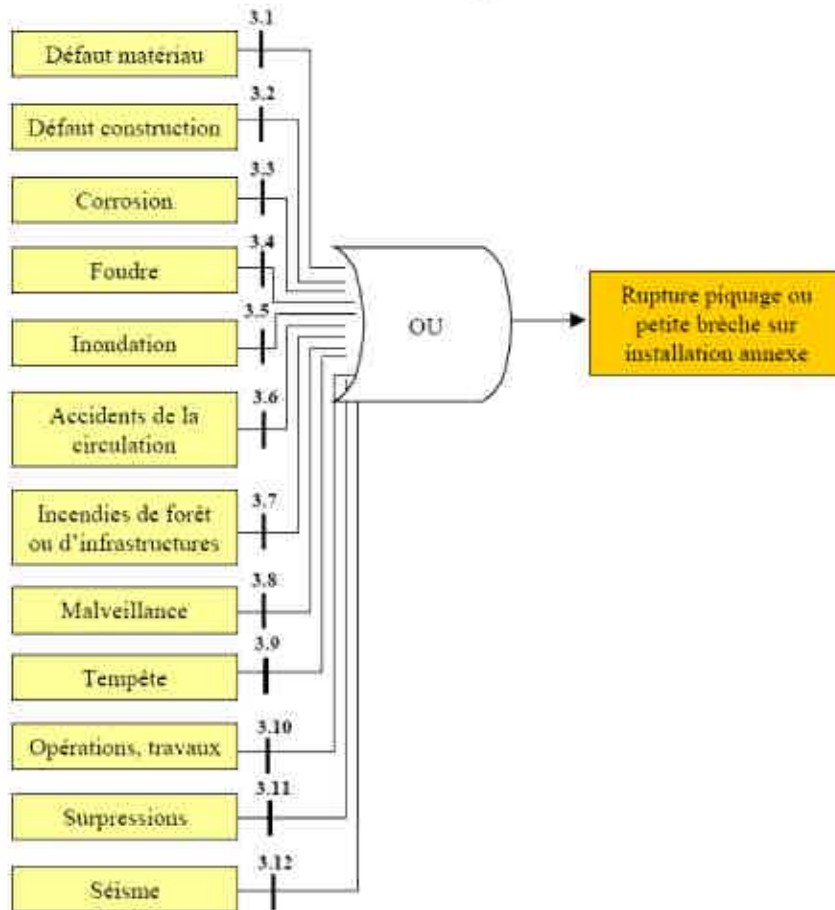 3.1
Défaut matériau
3.2
Défaut construction
3.3
Corrosion
3.4
Foudre
3.5
Inondation
3.6
Accidents de la
circulation
3.7
Incendies de forêt
ou d'infrastructures
3.8
Malveillance
3.9
Tempête
3.10
Opérations, travaux
3.11
Surpressions
3.12
Séisme
OU
Rupture piquage ou
petite brèche sur
installation annexe